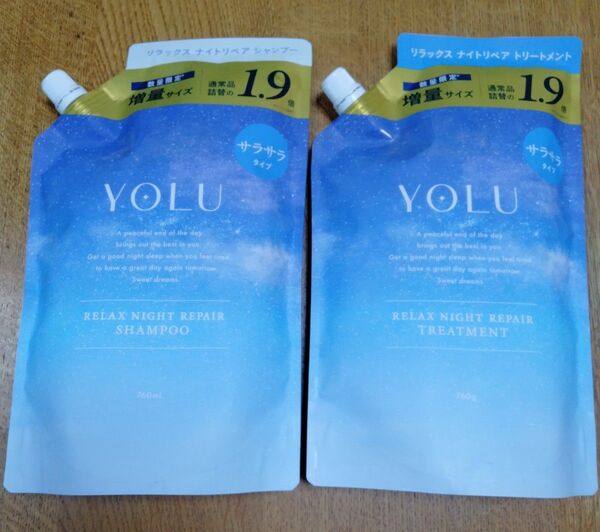 リラックス ナイトリペア シャンプー
数量限定*
増量サイズ
通常品
詰替の
1.9倍
サラサラ
タイプ
YOLU
A peaceful end of the day
brings out the best in you
Get a good night sleep when you feel tired
to have a great day again tomorrow
Sweet dreams
RELAX NIGHT REPAIR
SHAMPOO
760ml
リラックス ナイトリペア トリートメント
数量限定*
増量サイズ
通常品
詰替の
1.9倍
サラサラ
タイプ
YOLU
A peaceful end of the day
brings out the best in you
Get a good night sleep when you feel tired
to have a great day again tomorrow
Sweet dreams
RELAX NIGHT REPAIR
TREATMENT
760g